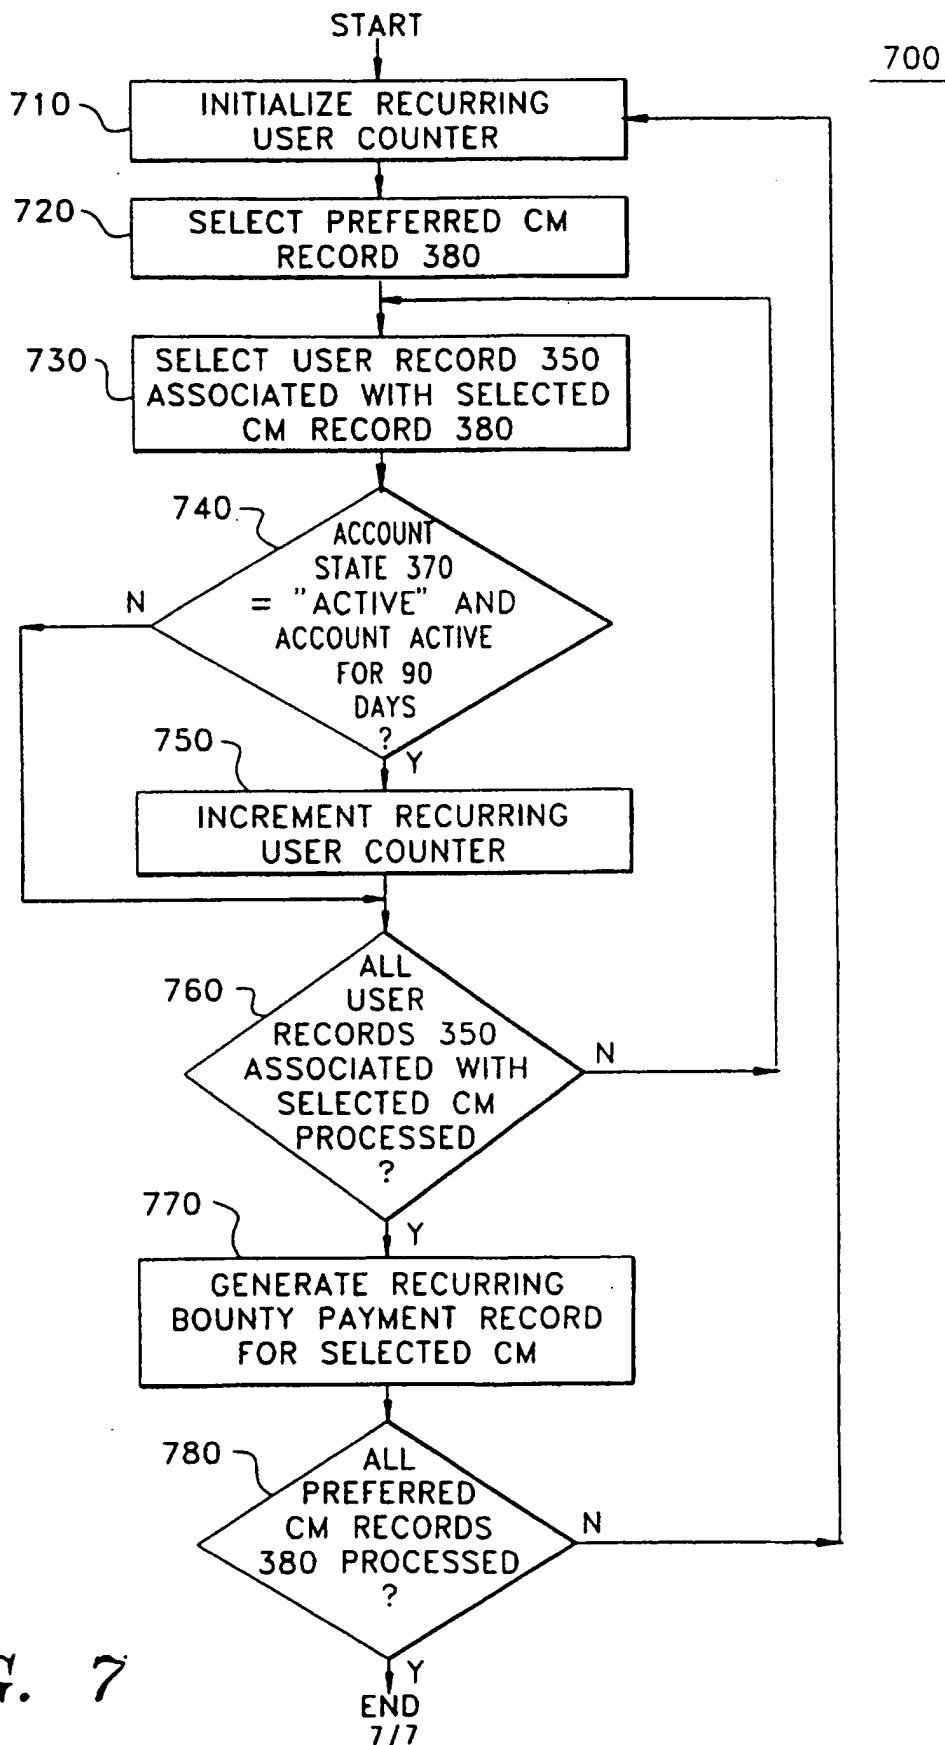 START
700
710
INITIALIZE RECURRING
USER COUNTER
720
SELECT PREFERRED CM
RECORD 380
730
SELECT USER RECORD 350
ASSOCIATED WITH SELECTED
CM RECORD 380
740
ACCOUNT
STATE 370
= "ACTIVE" AND
ACCOUNT ACTIVE
FOR 90
DAYS
?
N
Y
750
INCREMENT RECURRING
USER COUNTER
760
ALL
USER
RECORDS 350
ASSOCIATED WITH
SELECTED CM
PROCESSED
?
N
Y
770
GENERATE RECURRING
BOUNTY PAYMENT RECORD
FOR SELECTED CM
780
ALL
PREFERRED
CM RECORDS
380 PROCESSED
?
N
Y
END
7/7
G. 7